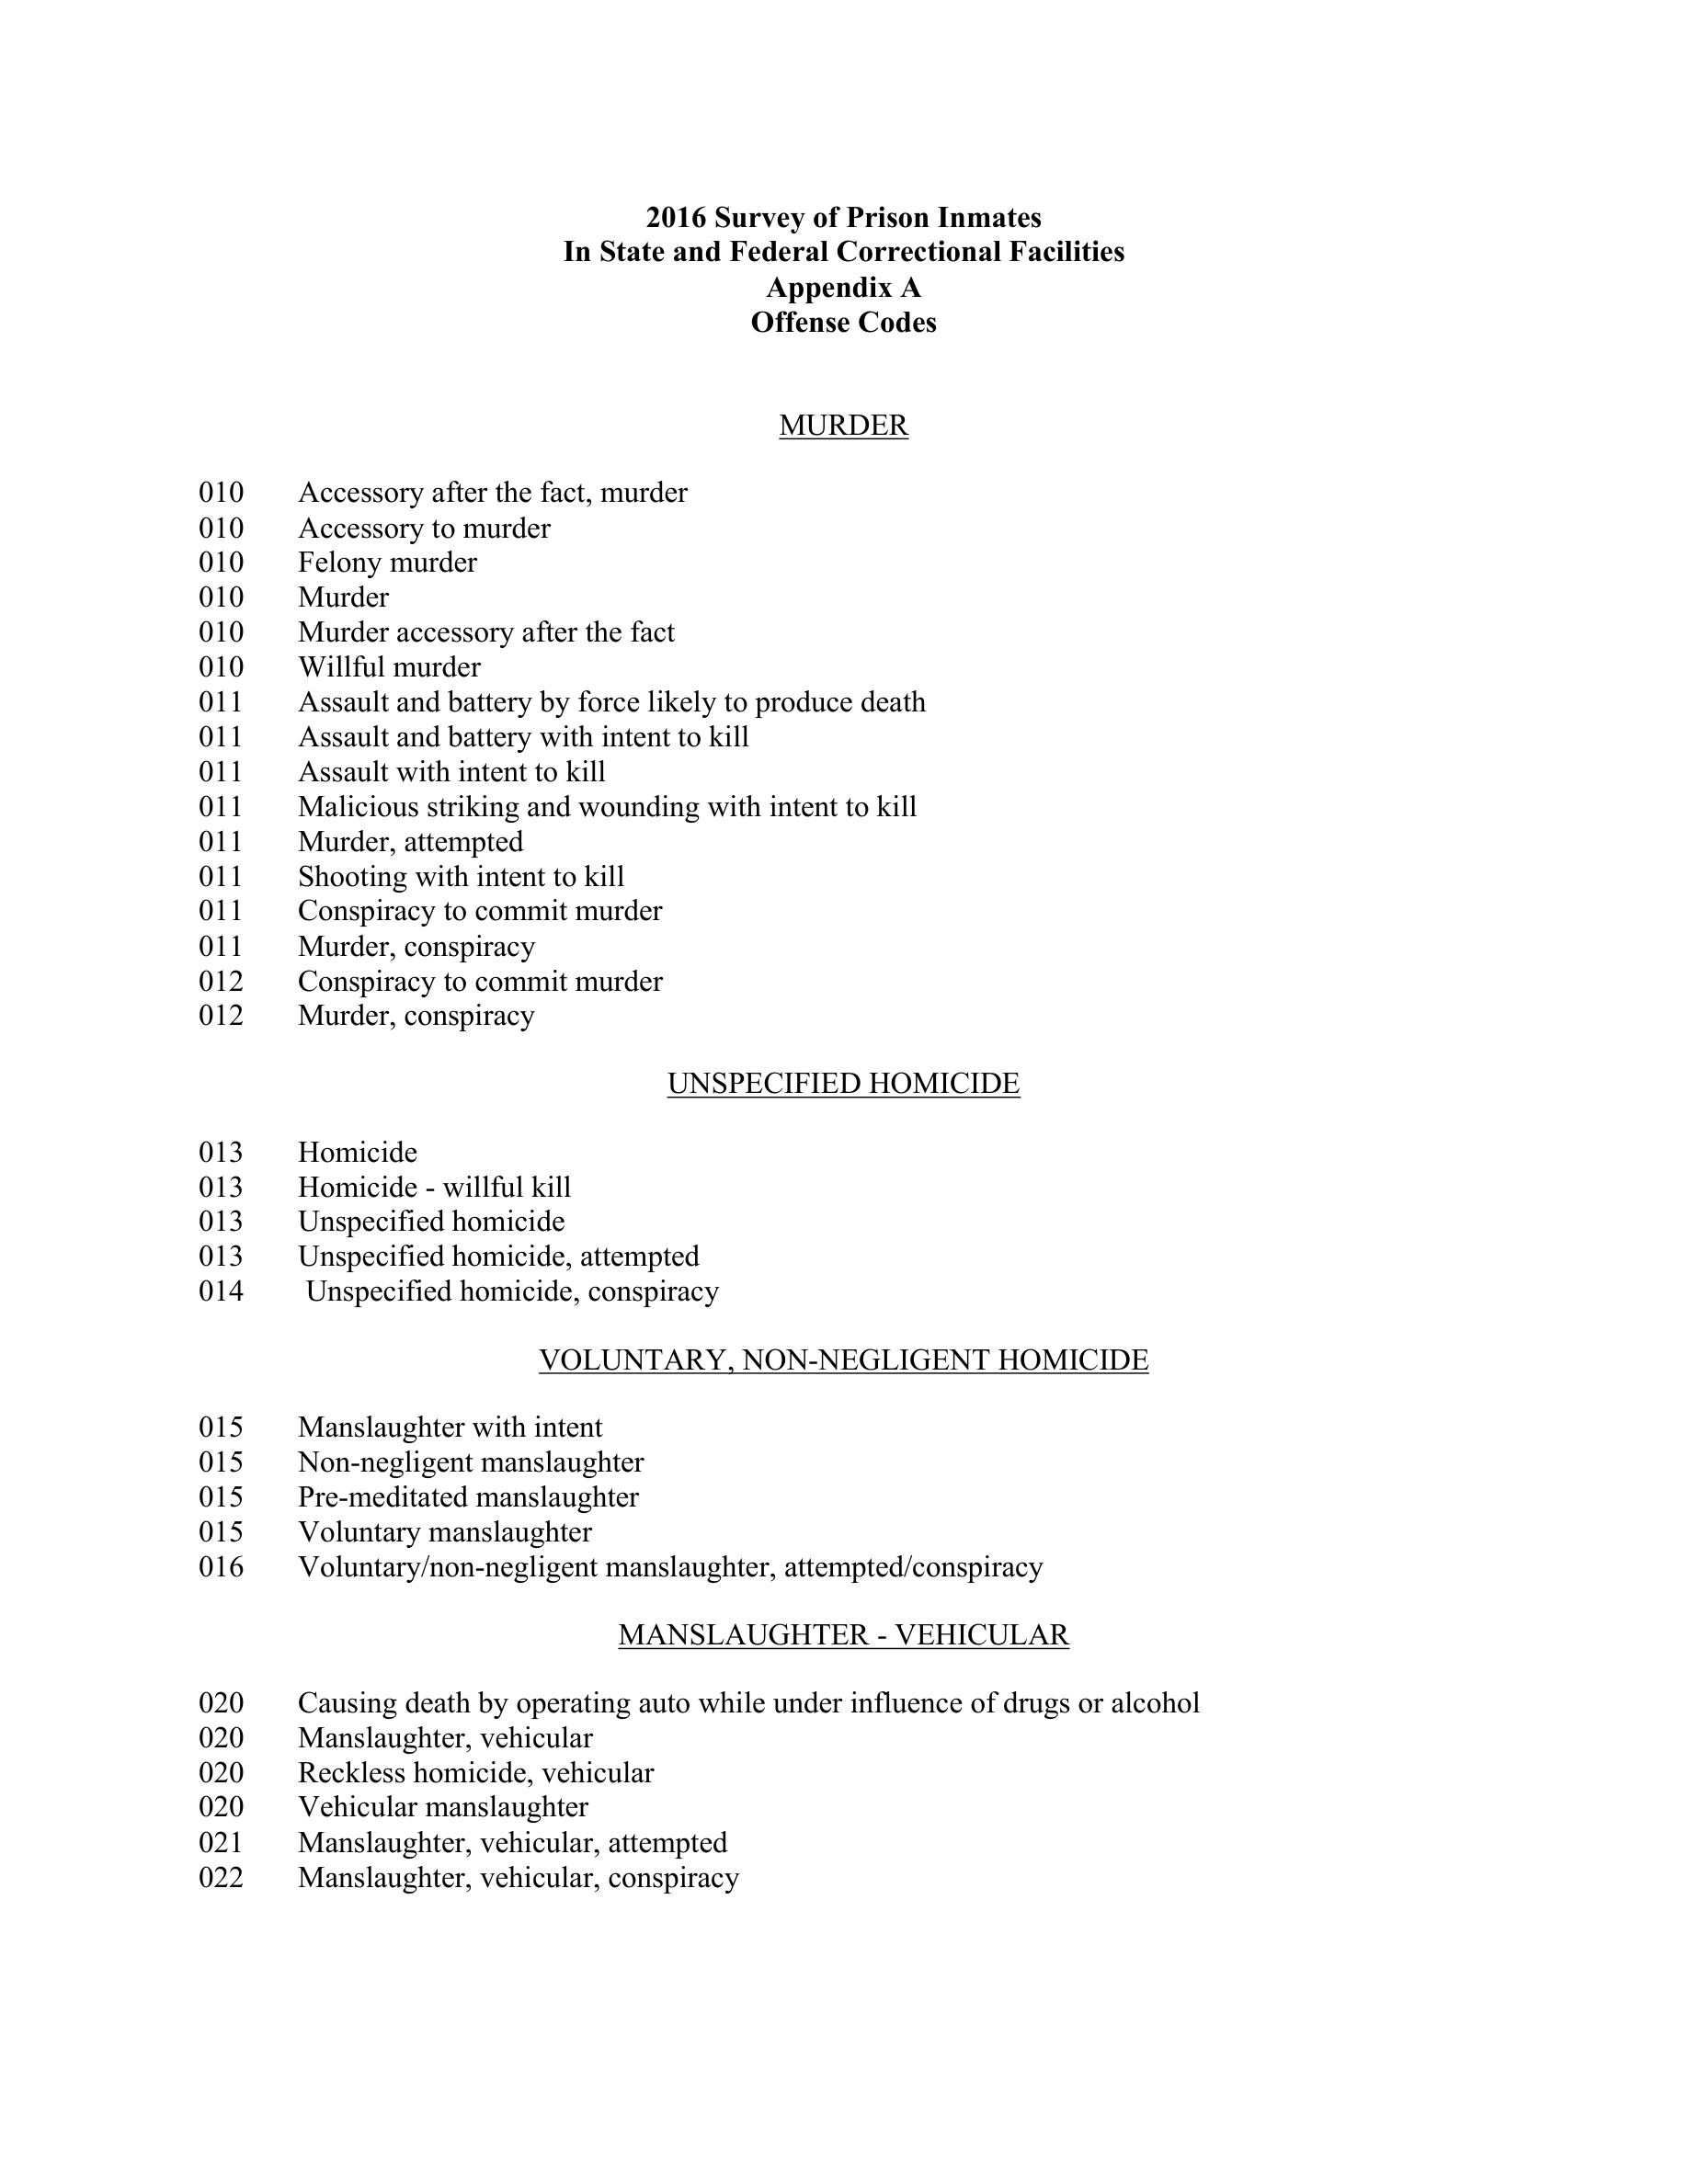 2016 Survey of Prison Inmates
In State and Federal Correctional Facilities
Appendix A
Offense Codes
MURDER
010 Accessory after the fact, murder
010 Accessory to murder
010 Felony murder
010 Murder
010 Murder accessory after the fact
010 Willful murder
011 Assault and battery by force likely to produce death
011 Assault and battery with intent to kill
011 Assault with intent to kill
011 Malicious striking and wounding with intent to kill
011 Murder, attempted
011 Shooting with intent to kill
011 Conspiracy to commit murder
011 Murder, conspiracy
012 Conspiracy to commit murder
012 Murder, conspiracy
UNSPECIFIED HOMICIDE
013 Homicide
013 Homicide - willful kill
013 Unspecified homicide
013 Unspecified homicide, attempted
014 Unspecified homicide, conspiracy
VOLUNTARY, NON-NEGLIGENT HOMICIDE
015 Manslaughter with intent
015 Non-negligent manslaughter
015 Pre-meditated manslaughter
015 Voluntary manslaughter
016 Voluntary/non-negligent manslaughter, attempted/conspiracy
MANSLAUGHTER - VEHICULAR
020 Causing death by operating auto while under influence of drugs or alcohol
020 Manslaughter, vehicular
020 Reckless homicide, vehicular
020 Vehicular manslaughter
021 Manslaughter, vehicular, attempted
022 Manslaughter, vehicular, conspiracy